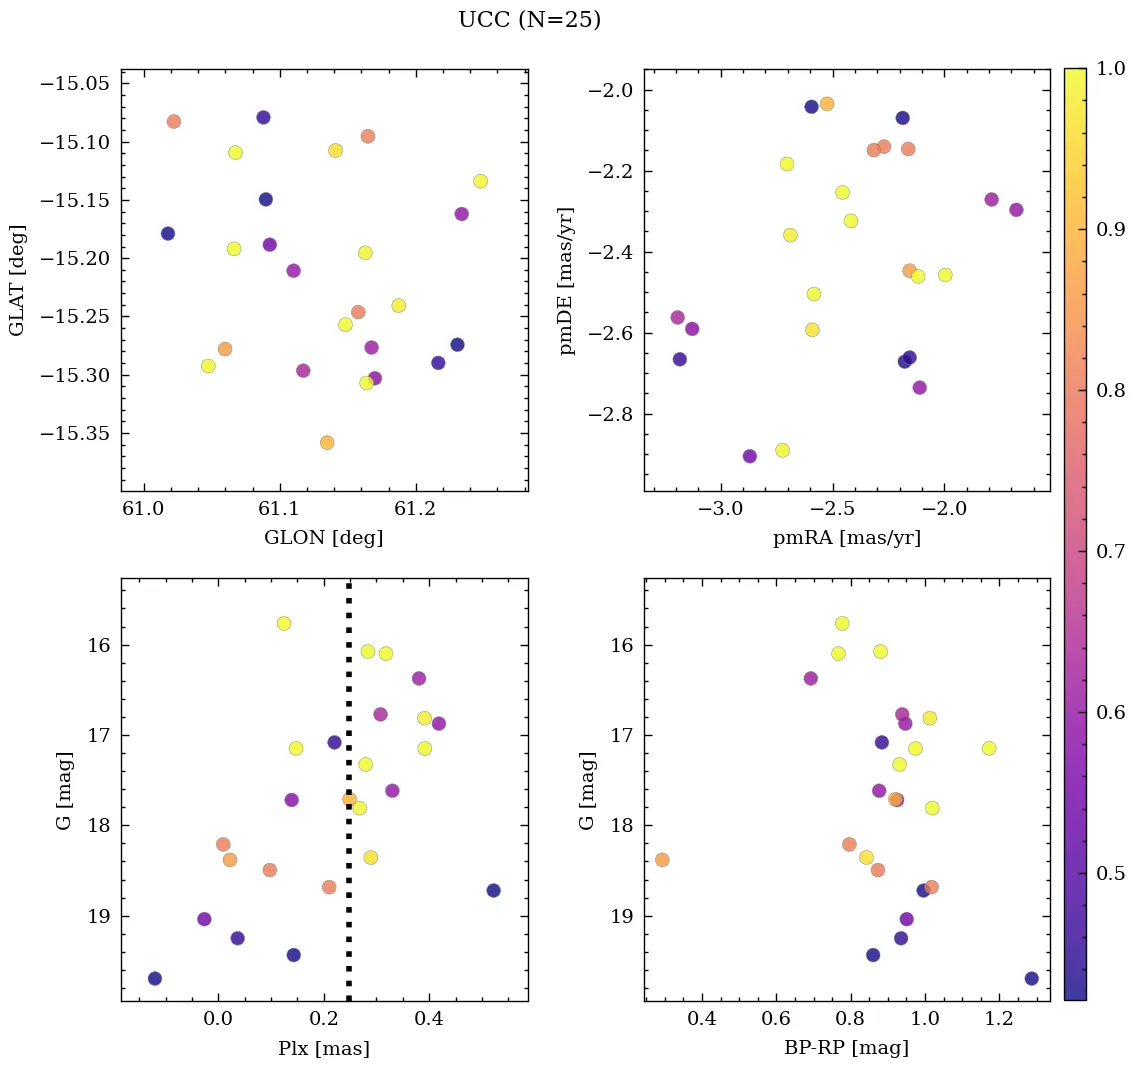 UCC (N=25)
−15.05
−15.10
−15.15
−15.20
−15.25
−15.30
−15.35
GLAT [deg]
61.0 61.1 61.2
GLON [deg]
−2.0
−2.2
−2.4
−2.6
−2.8
pmDE [mas/yr]
−3.0 −2.5 −2.0
pmRA [mas/yr]
1.0
0.9
0.8
0.7
0.6
0.5
16
17
18
19
G [mag]
0.0 0.2 0.4
Plx [mas]
16
17
18
19
G [mag]
0.4 0.6 0.8 1.0 1.2
BP-RP [mag]